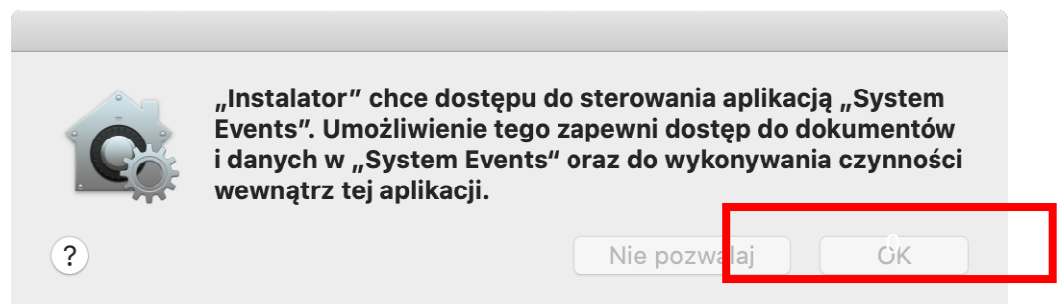 „Instalator” chce dostępu do sterowania aplikacją „System
Events”. Umożliwienie tego zapewni dostęp do dokumentów
i danych w „System Events“ oraz do wykonywania czynności
wewnątrz tej aplikacji.
?
Nie pozwalaj
OK